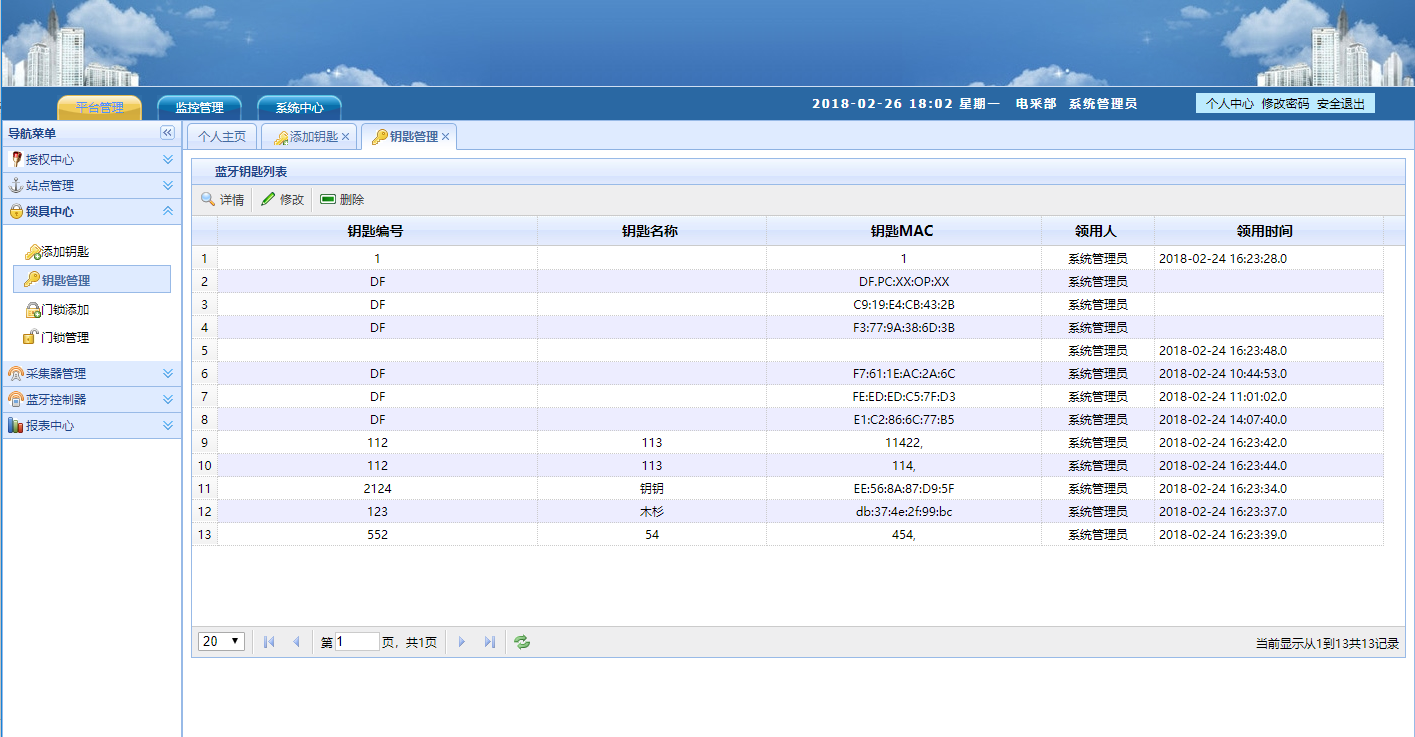 平台管理 监控管理 系统中心 2018-02-26 18:02 星期一 电采部 系统管理员 个人中心 修改密码 安全退出
导航菜单
授权中心
站点管理
锁具中心
添加钥匙
钥匙管理
门锁添加
门锁管理
采集器管理
蓝牙控制器
报表中心
个人主页 添加钥匙 钥匙管理
蓝牙钥匙列表
详情 修改 删除
钥匙编号 钥匙名称 钥匙MAC 领用人 领用时间
1 1 1 系统管理员 2018-02-24 16:23:28.0
2 DF DF.PC:XX:OP:XX 系统管理员
3 DF C9:19:E4:CB:43:2B 系统管理员
4 DF F3:77:9A:38:6D:3B 系统管理员
5 系统管理员 2018-02-24 16:23:48.0
6 DF F7:61:1E:AC:2A:6C 系统管理员 2018-02-24 10:44:53.0
7 DF FE:ED:ED:C5:7F:D3 系统管理员 2018-02-24 11:01:02.0
8 DF E1:C2:86:6C:77:B5 系统管理员 2018-02-24 14:07:40.0
9 112 113 11422, 系统管理员 2018-02-24 16:23:42.0
10 112 113 114, 系统管理员 2018-02-24 16:23:44.0
11 2124 钥钥 EE:56:8A:87:D9:5F 系统管理员 2018-02-24 16:23:34.0
12 123 木杉 db:37:4e:2f:99:bc 系统管理员 2018-02-24 16:23:37.0
13 552 54 454, 系统管理员 2018-02-24 16:23:39.0
20 第 1 页, 共1页 当前显示从1到13共13记录